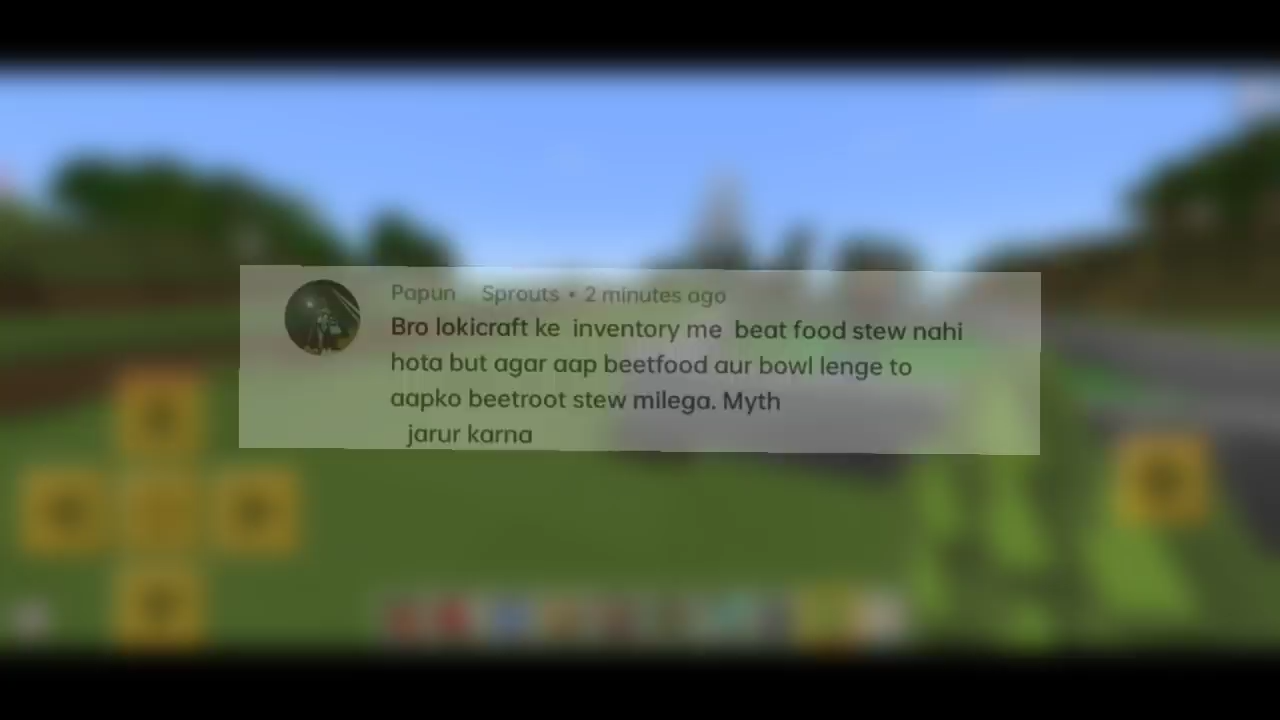 Papun Sprouts • 2 minutes ago
Bro lokicraft ke inventory me beat food stew nahi
hota but agar aap beetfood aur bowl lenge to
aapko beetroot stew milega. Myth
jarur karna